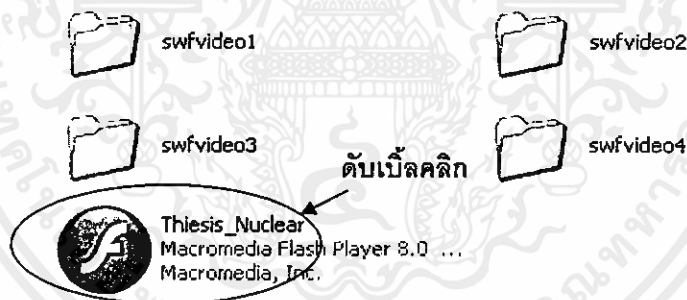 swfvideo1
swfvideo2
swfvideo3
swfvideo4
ดับเบิ้ลคลิก
Thiesis_Nuclear
Macromedia Flash Player 8.0 ...
Macromedia, Inc.